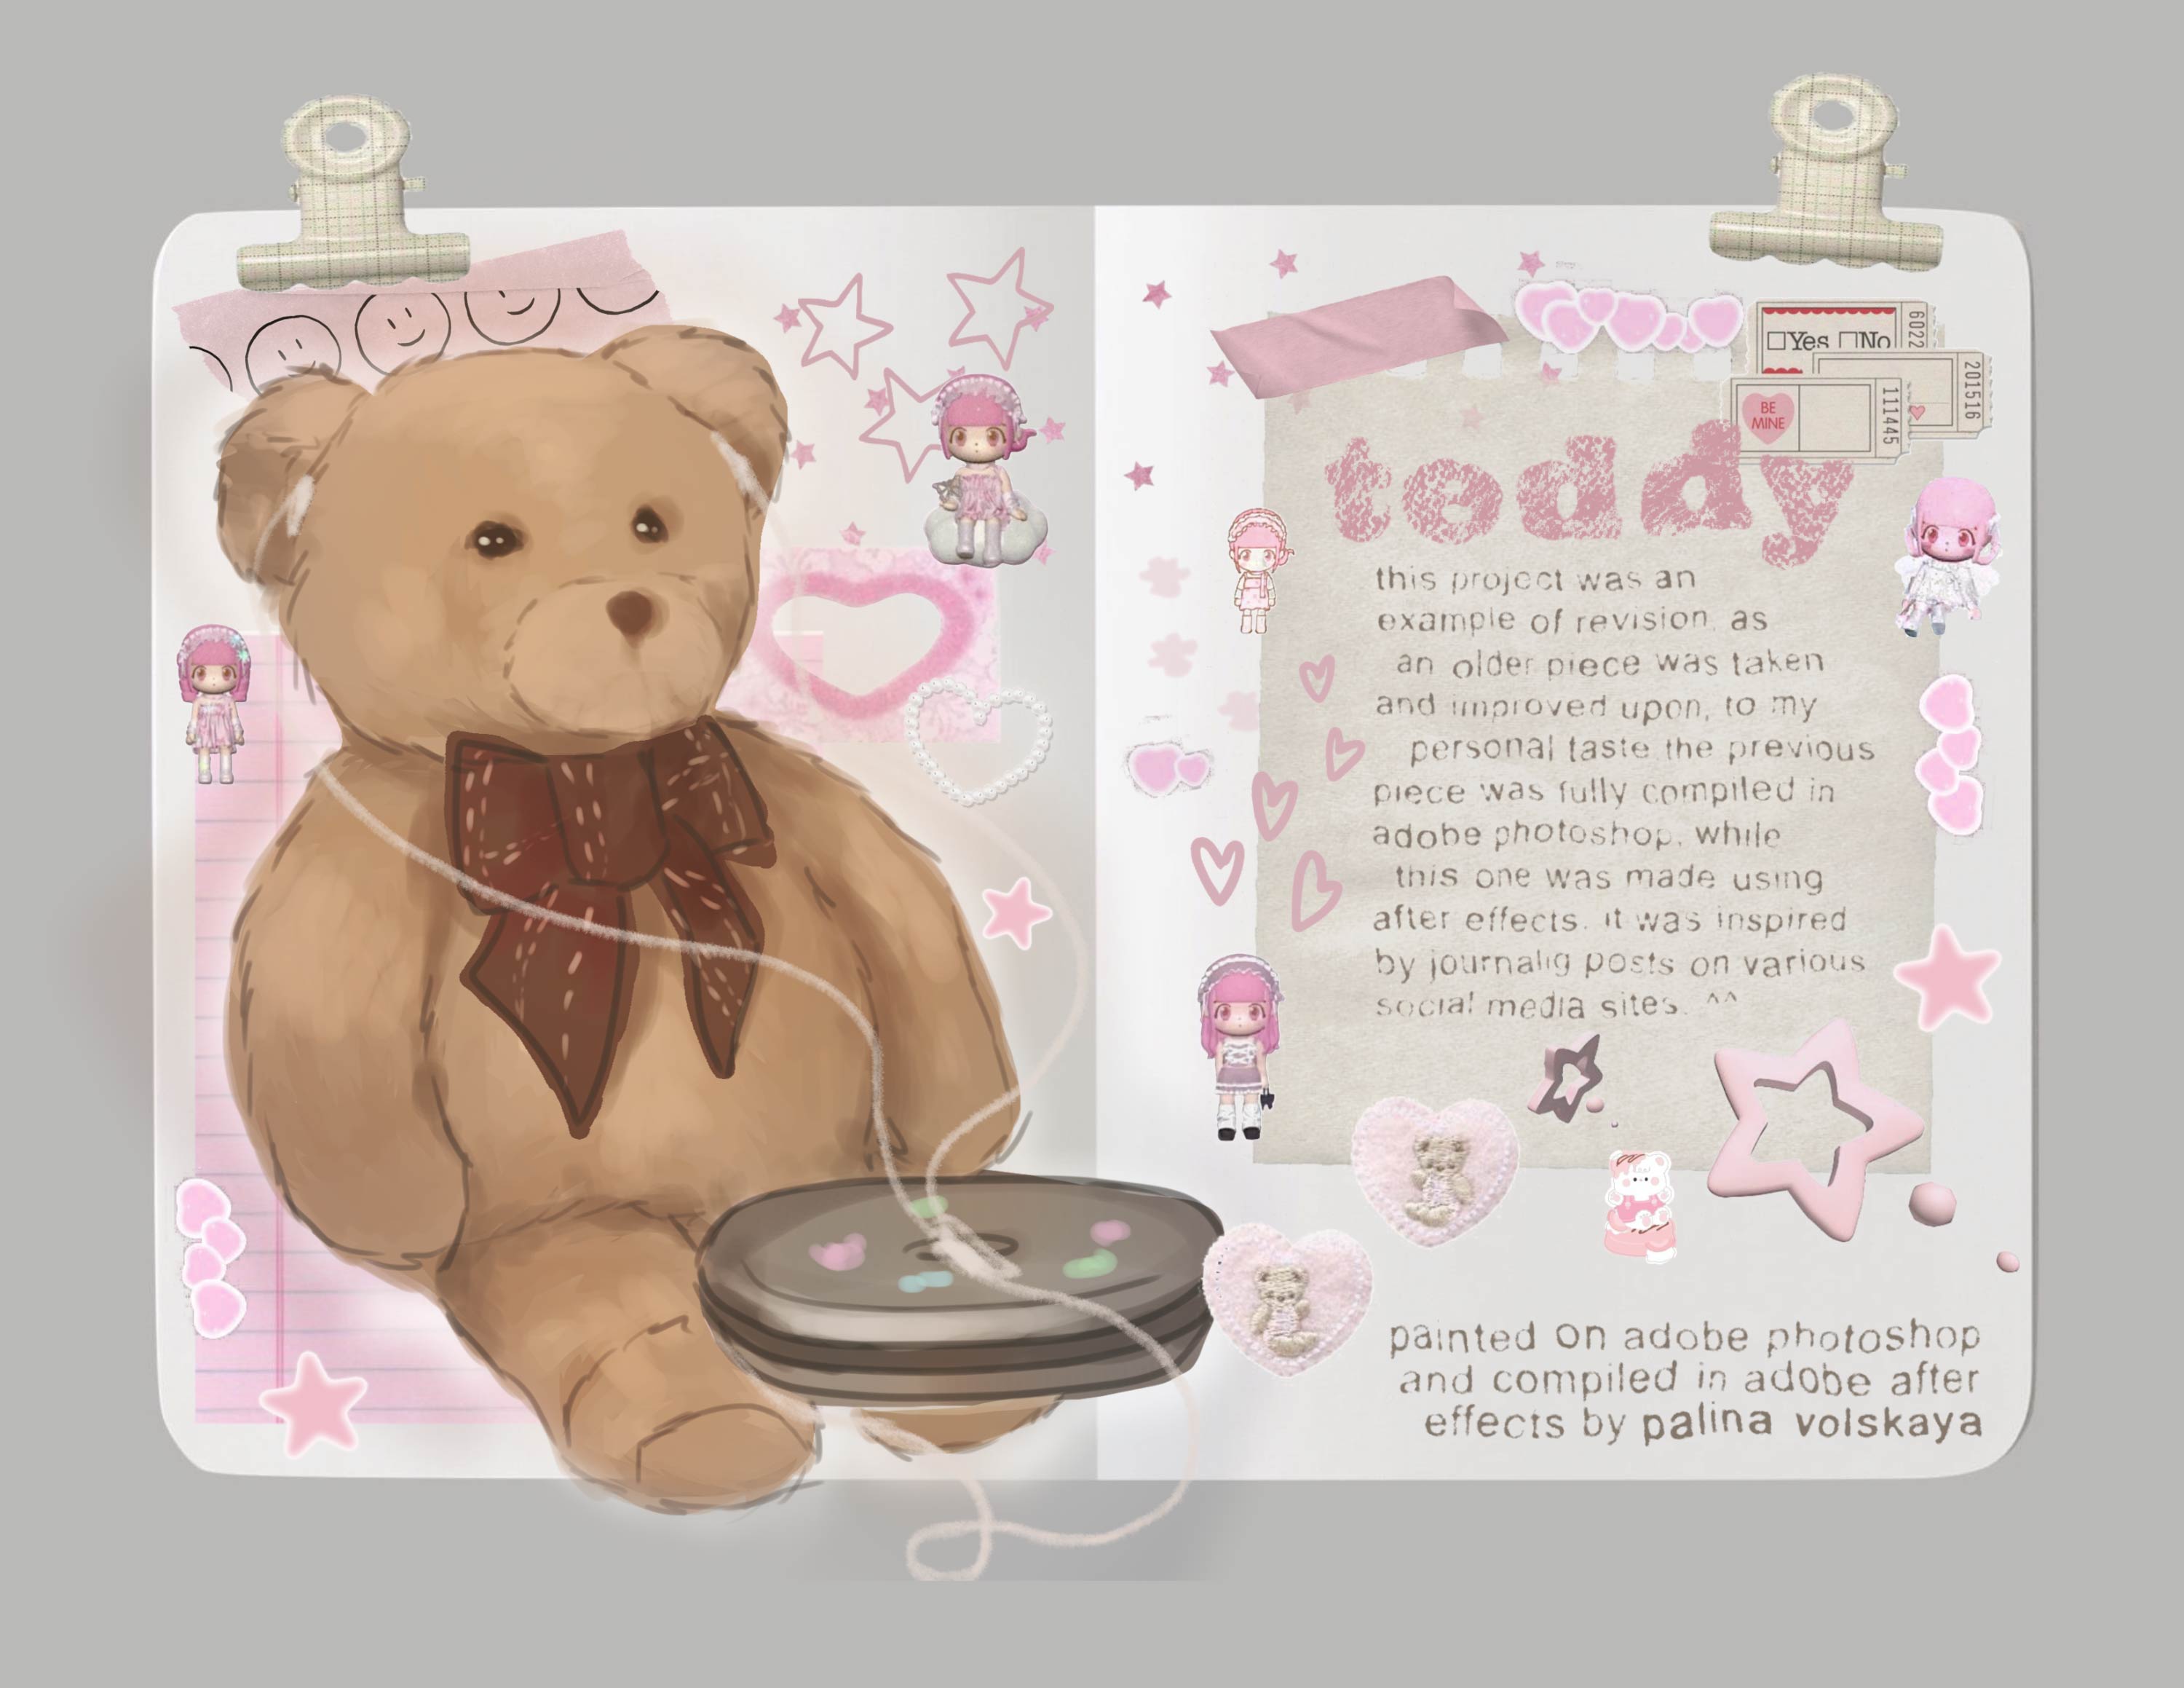 ☐Yes ☐No
6022
201516
BE
MINE
111445
teddy
this project was an
example of revision, as
an older piece was taken
and improved upon, to my
personal taste. the previous
piece was fully compiled in
adobe photoshop, while
this one was made using
after effects. it was inspired
by journalig posts on various
social media sites. ^^
painted on adobe photoshop
and compiled in adobe after
effects by palina volskaya